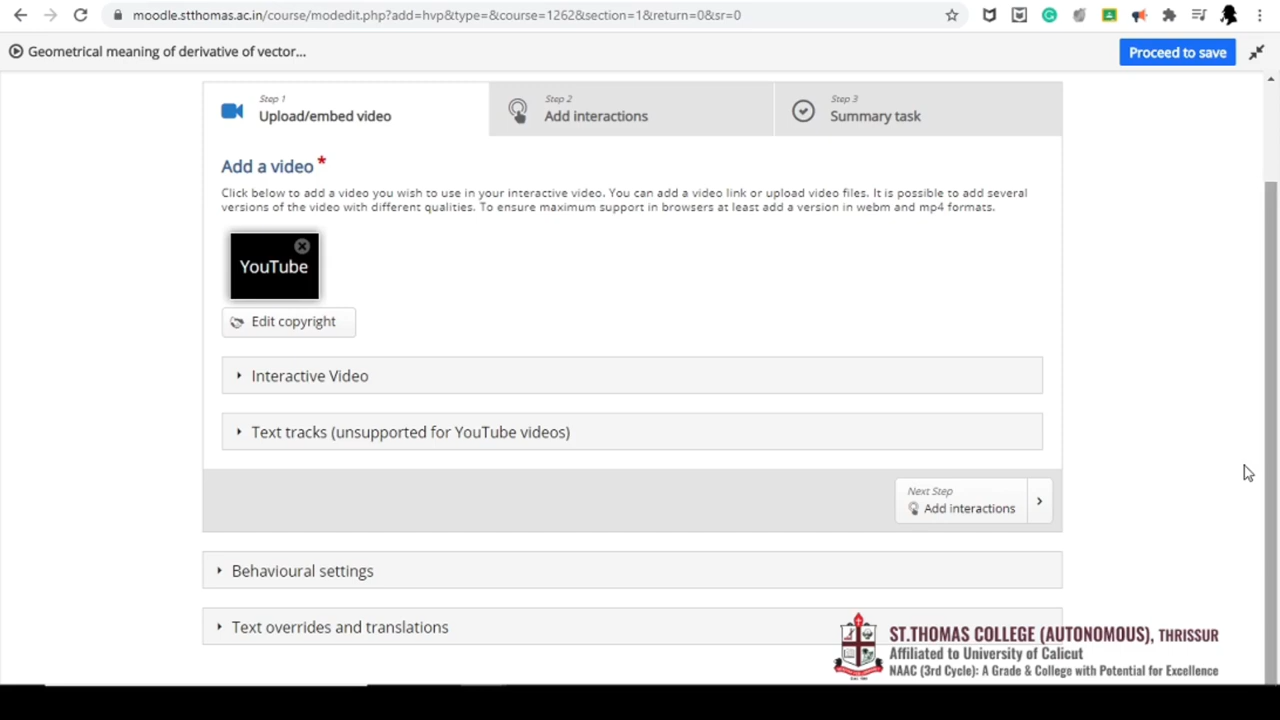 moodle.stthomas.ac.in/course/modedit.php?add=hvp&type=&course=1262&section=1&return=0&sr=0
Geometrical meaning of derivative of vector...
Proceed to save
Step 1
Upload/embed video
Step 2
Add interactions
Step 3
Summary task
Add a video *
Click below to add a video you wish to use in your interactive video. You can add a video link or upload video files. It is possible to add several
versions of the video with different qualities. To ensure maximum support in browsers at least add a version in webm and mp4 formats.
YouTube
Edit copyright
Interactive Video
Text tracks (unsupported for YouTube videos)
Next Step
Add interactions
Behavioural settings
Text overrides and translations
ST.THOMAS COLLEGE (AUTONOMOUS), THRISSUR
Affiliated to University of Calicut
NAAC (3rd Cycle): A Grade & College with Potential for Excellence